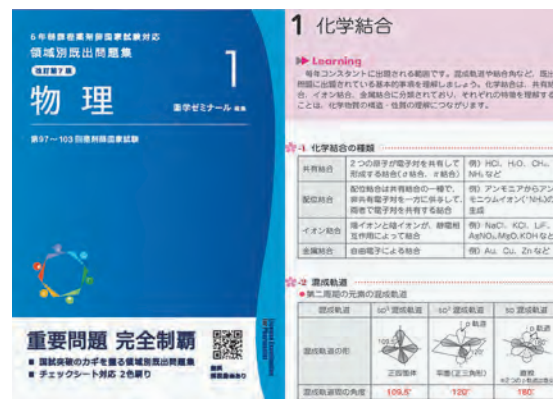 6年制課程薬剤師国家試験対応
領域別既出問題集
改訂第7版
1
物理
薬学ゼミナール 編集
第97〜103回薬剤師国家試験
重要問題 完全制覇
■ 国試突破のカギを握る領域別既出問題集
■ チェックシート対応 2色刷り
1 化学結合
Learning
毎年コンスタントに出題される範囲です。混成軌道や結合角など、既出
問題に出題されている基本的事項を理解しましょう。化学結合は、共有結
合、イオン結合、金属結合に分類されており、それぞれの特徴を理解する
ことは、化学物質の構造・性質の理解につながります。
-1 化学結合の種類
共有結合
2つの原子が電子対を共有して
形成する結合(σ結合、π結合)
例) HCl、H₂O、CH₄、
NH₃ など
配位結合
配位結合は共有結合の一種で、
非共有電子対を一方に供与して、
両者で電子対を共有する結合
例) アンモニアからアン
モニウムイオン(⁺NH₄)の
生成
イオン結合
陽イオンと陰イオンが、静電相
互作用によって結合
例) NaCl、KCl、LiF、
AgNO₃、MgO、KOH など
金属結合
自由電子による結合
例) Au、Cu、Zn など
-2 混成軌道
●第二周期の元素の混成軌道
混成軌道
sp³ 混成軌道
sp² 混成軌道
sp 混成軌道
混成軌道の形
109.5°
p 軌道
120°
p 軌道
正四面体
平面(正三角形)
直線
混成軌道間の角度
109.5°
120°
180°